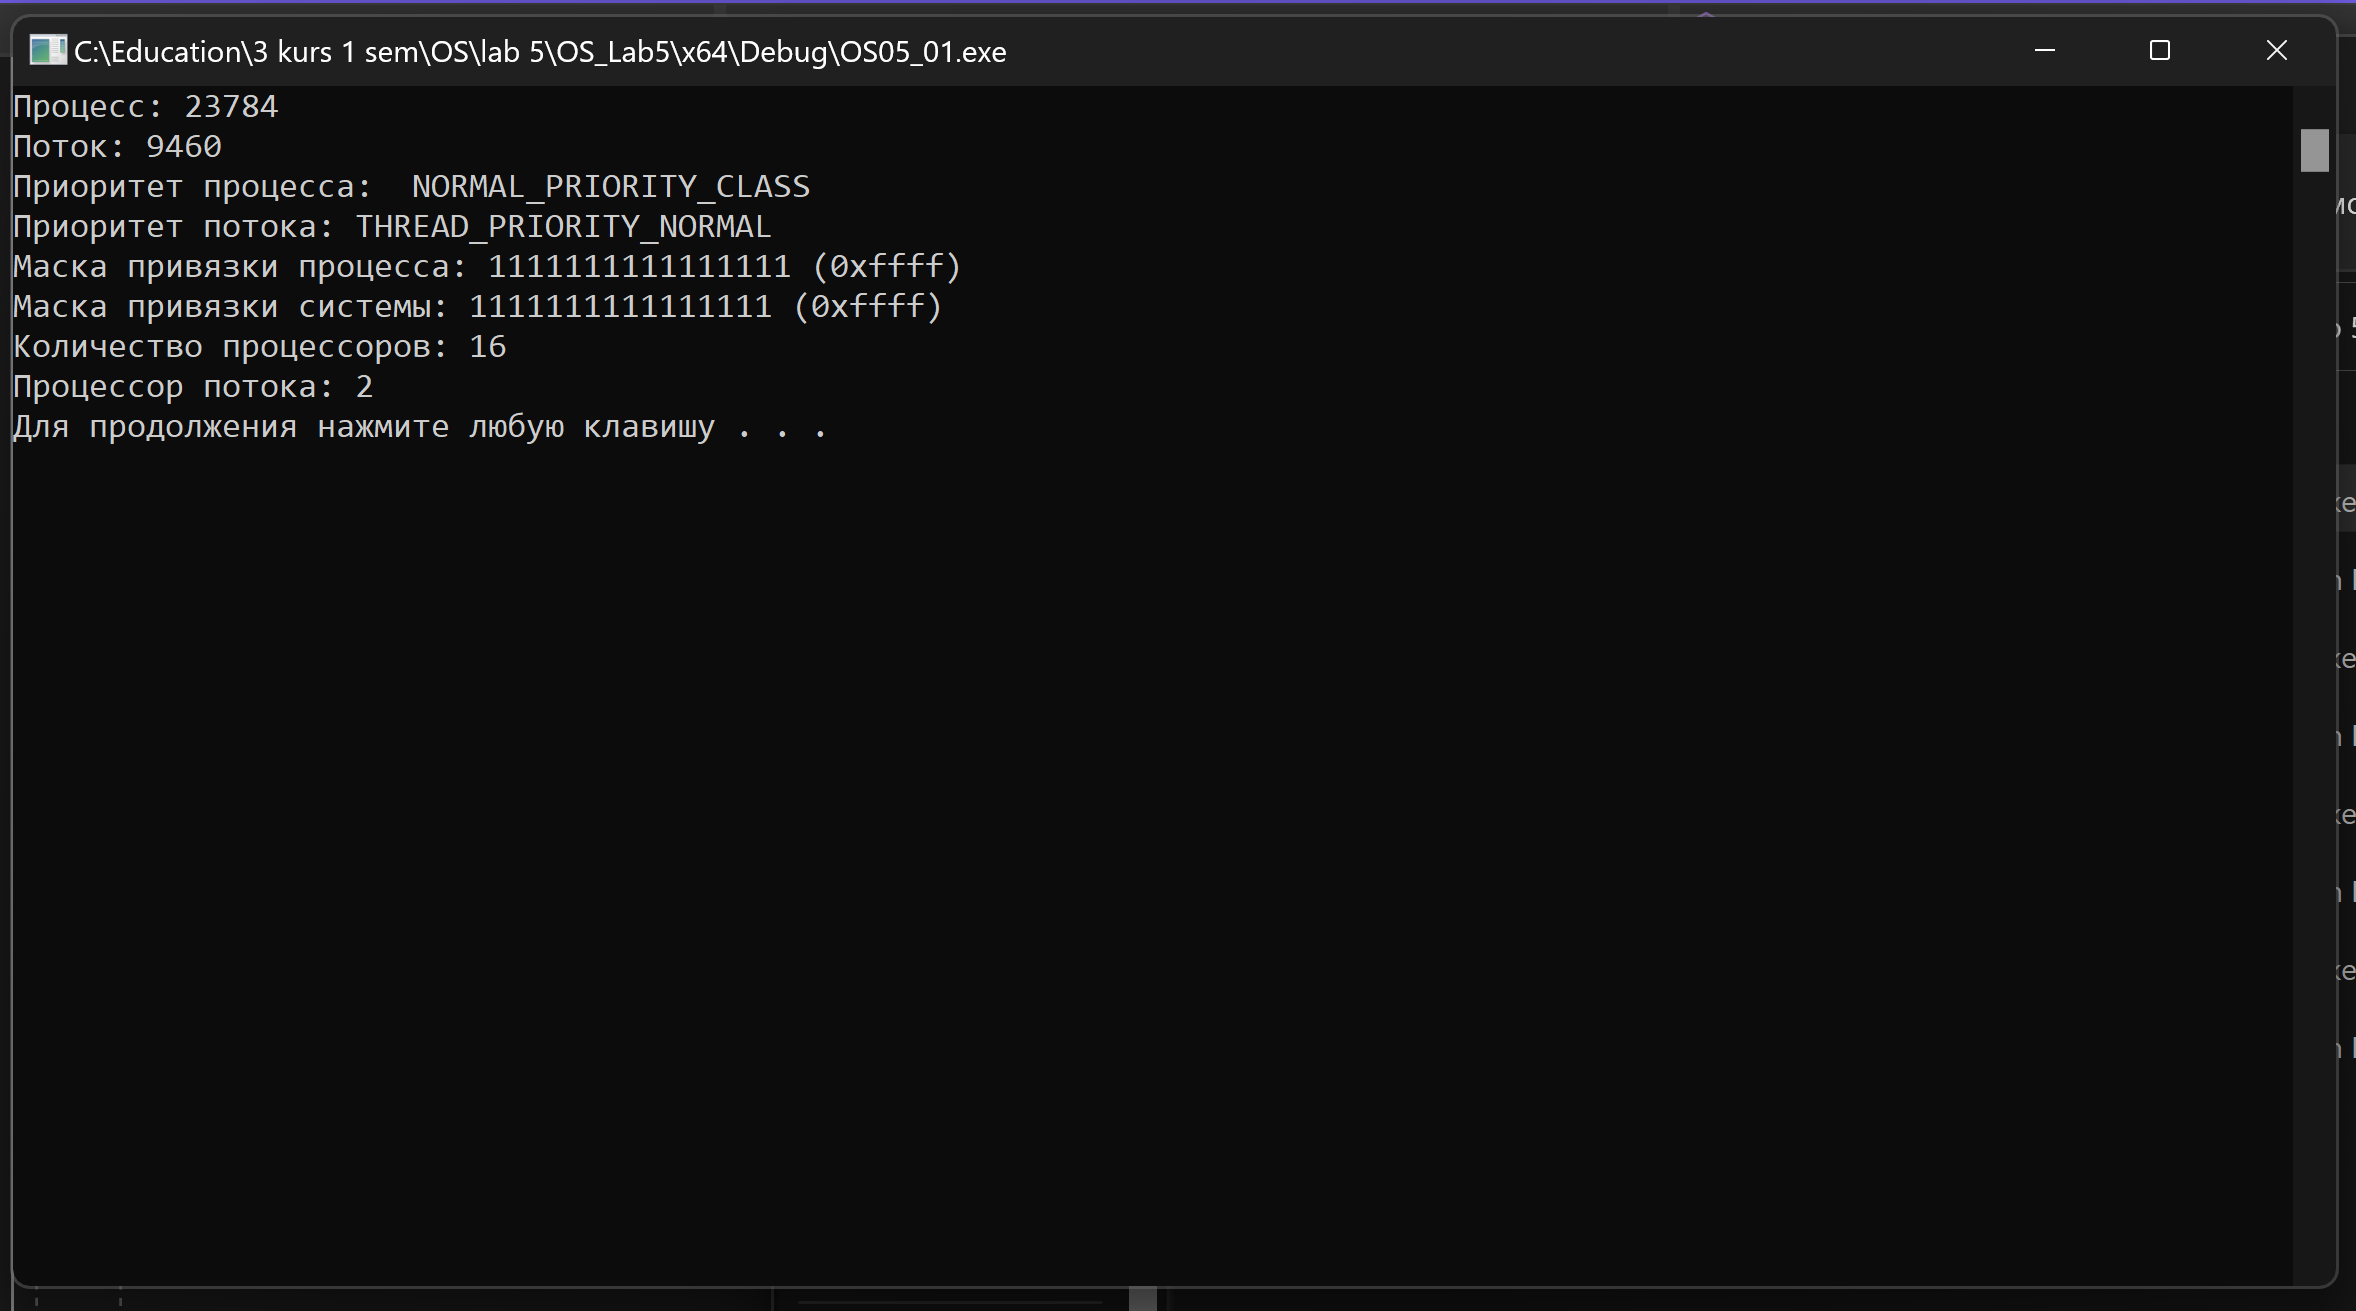 C:\Education\3 kurs 1 sem\OS\lab 5\OS_Lab5\x64\Debug\OS05_01.exe
Процесс: 23784
Поток: 9460
Приоритет процесса:  NORMAL_PRIORITY_CLASS
Приоритет потока: THREAD_PRIORITY_NORMAL
Маска привязки процесса: 1111111111111111 (0xffff)
Маска привязки системы: 1111111111111111 (0xffff)
Количество процессоров: 16
Процессор потока: 2
Для продолжения нажмите любую клавишу . . .